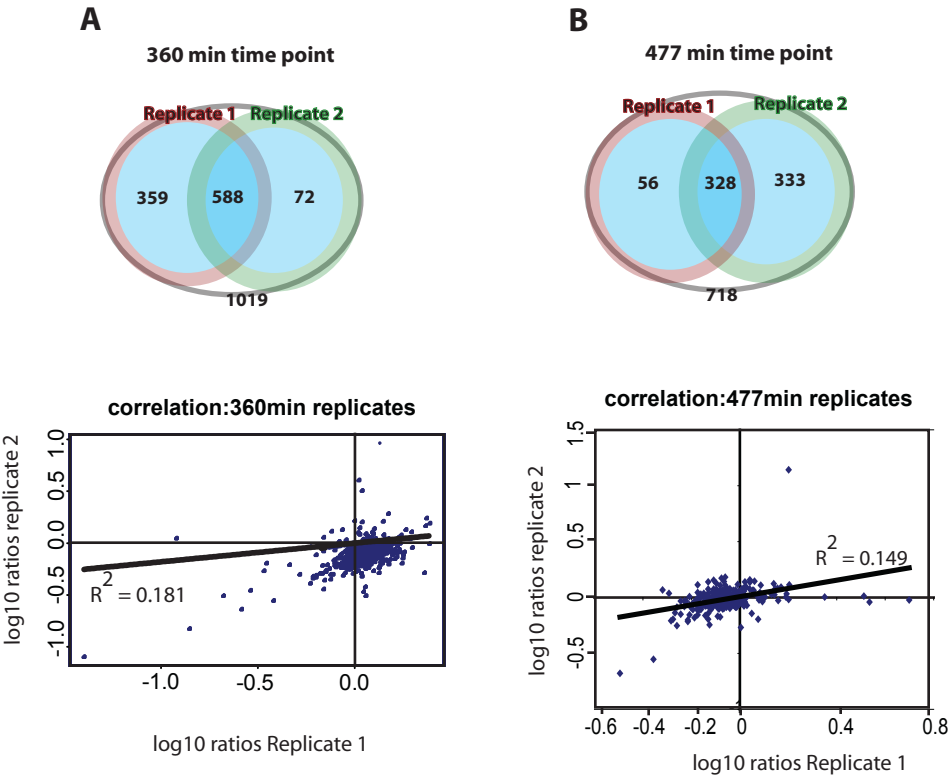 A
360 min time point
Replicate 1 Replicate 2
359 588 72
1019
correlation:360min replicates
log10 ratios replicate 2
1.0
0.5
0.0
-0.5
-1.0
R2 = 0.181
-1.0 -0.5 0.0
log10 ratios Replicate 1
B
477 min time point
Replicate 1 Replicate 2
56 328 333
718
correlation:477min replicates
log10 ratios replicate 2
1.5
1
0.5
0
-0.5
R2 = 0.149
-0.6 -0.4 -0.2 0 0.4 0.8
log10 ratios Replicate 1